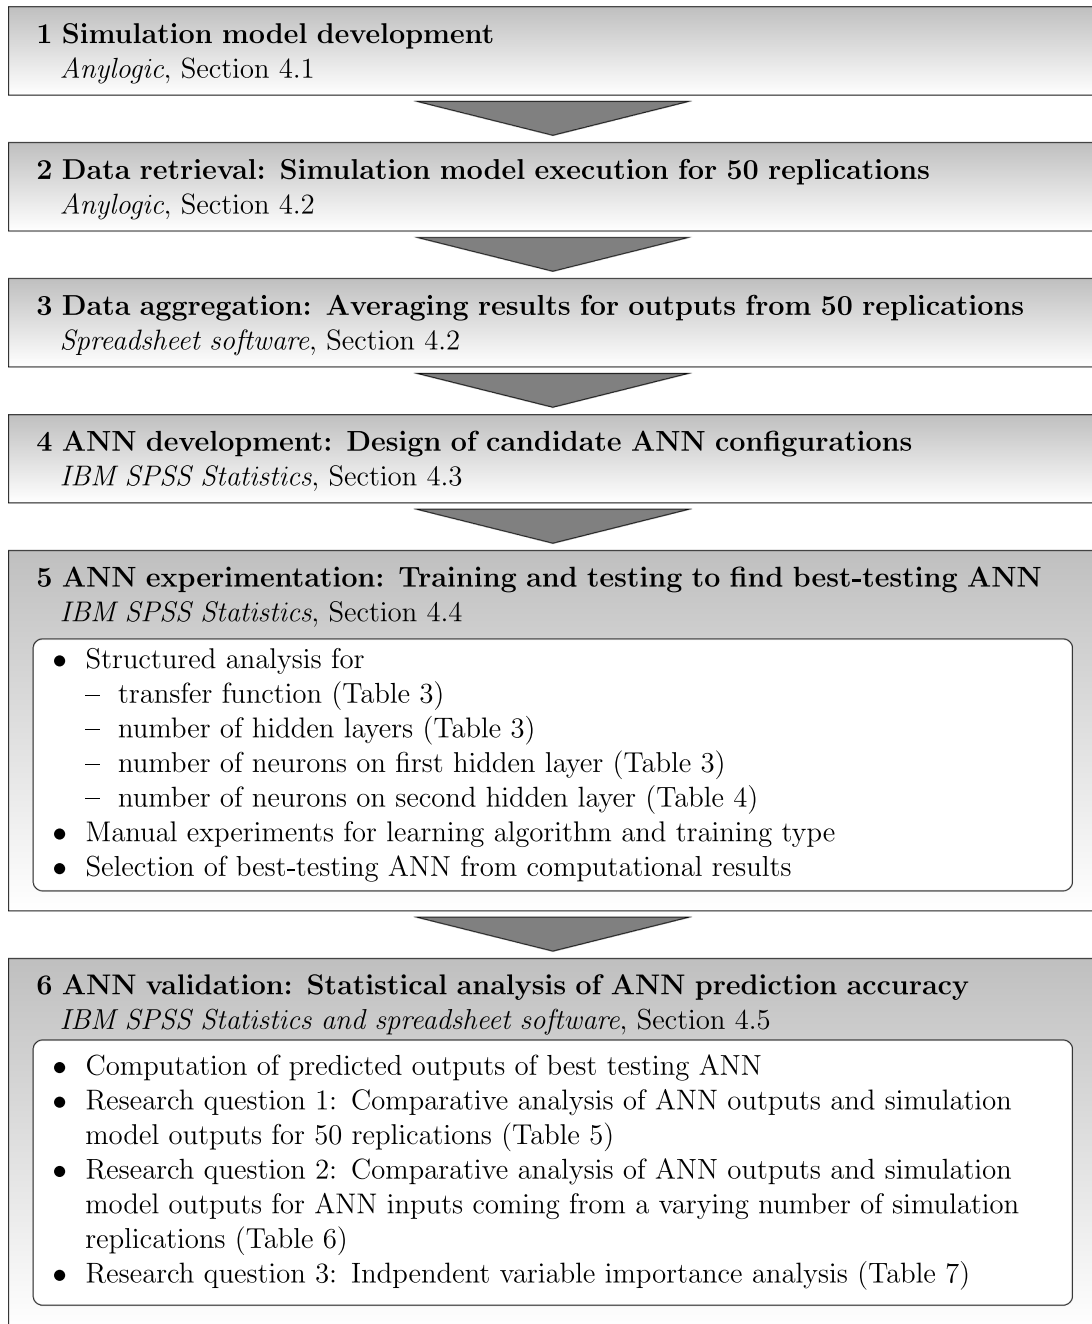 1 Simulation model development
Anylogic, Section 4.1
2 Data retrieval: Simulation model execution for 50 replications
Anylogic, Section 4.2
3 Data aggregation: Averaging results for outputs from 50 replications
Spreadsheet software, Section 4.2
4 ANN development: Design of candidate ANN configurations
IBM SPSS Statistics, Section 4.3
5 ANN experimentation: Training and testing to find best-testing ANN
IBM SPSS Statistics, Section 4.4
• Structured analysis for
– transfer function (Table 3)
– number of hidden layers (Table 3)
– number of neurons on first hidden layer (Table 3)
– number of neurons on second hidden layer (Table 4)
• Manual experiments for learning algorithm and training type
• Selection of best-testing ANN from computational results
6 ANN validation: Statistical analysis of ANN prediction accuracy
IBM SPSS Statistics and spreadsheet software, Section 4.5
• Computation of predicted outputs of best testing ANN
• Research question 1: Comparative analysis of ANN outputs and simulation
model outputs for 50 replications (Table 5)
• Research question 2: Comparative analysis of ANN outputs and simulation
model outputs for ANN inputs coming from a varying number of simulation
replications (Table 6)
• Research question 3: Indpendent variable importance analysis (Table 7)